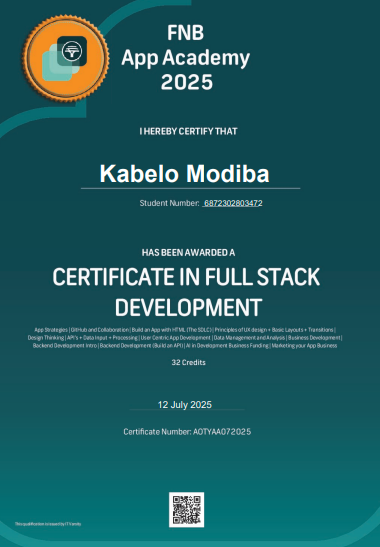 FNB
App Academy
2025
I HEREBY CERTIFY THAT
Kabelo Modiba
Student Number: 6872302803472
HAS BEEN AWARDED A
CERTIFICATE IN FULL STACK
DEVELOPMENT
App Strategies | GitHub and Collaboration | Build an App with HTML (The SDLC) | Principles of UX design + Basic Layouts + Transitions |
Design Thinking | API's + Data Input + Processing | User Centric App Development | Data Management and Analysis | Business Development |
Backend Development Intro | Backend Development (Build an API) | AI in Development Business Funding | Marketing your App Business
32 Credits
12 July 2025
Certificate Number: AOTYAA072025
This qualification is issued by IT Varsity